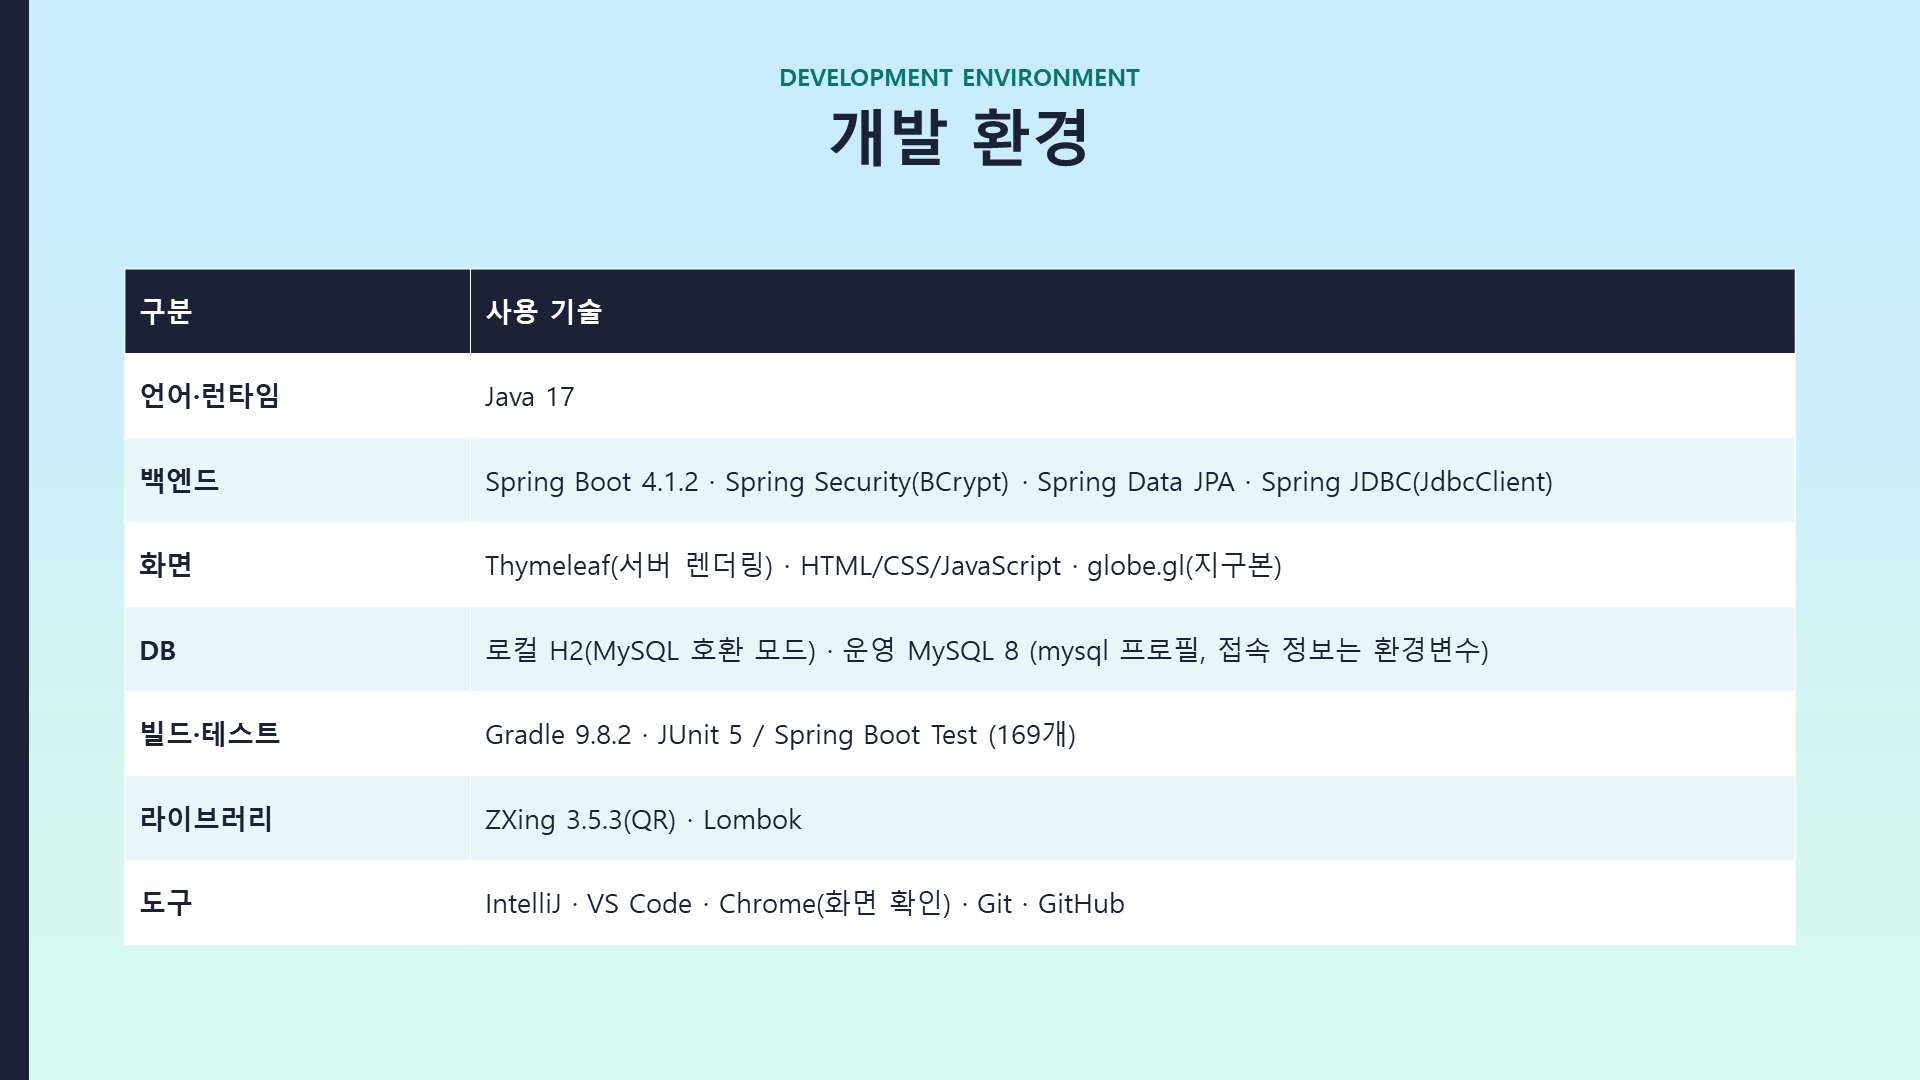 DEVELOPMENT ENVIRONMENT
개발 환경
구분 사용 기술
언어·런타임 Java 17
백엔드 Spring Boot 4.1.2 · Spring Security(BCrypt) · Spring Data JPA · Spring JDBC(JdbcClient)
화면 Thymeleaf(서버 렌더링) · HTML/CSS/JavaScript · globe.gl(지구본)
DB 로컬 H2(MySQL 호환 모드) · 운영 MySQL 8 (mysql 프로필, 접속 정보는 환경변수)
빌드·테스트 Gradle 9.8.2 · JUnit 5 / Spring Boot Test (169개)
라이브러리 ZXing 3.5.3(QR) · Lombok
도구 IntelliJ · VS Code · Chrome(화면 확인) · Git · GitHub